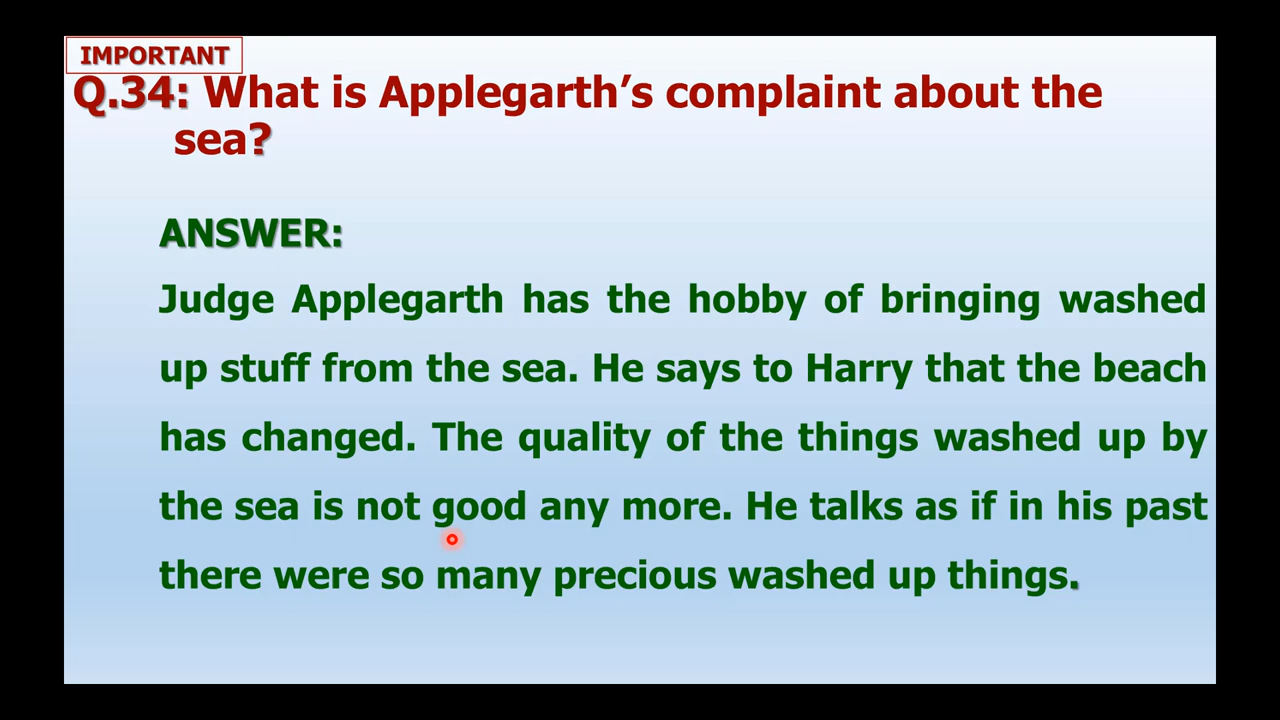 IMPORTANT
Q.34: What is Applegarth’s complaint about the
sea?
ANSWER:
Judge Applegarth has the hobby of bringing washed
up stuff from the sea. He says to Harry that the beach
has changed. The quality of the things washed up by
the sea is not good any more. He talks as if in his past
there were so many precious washed up things.